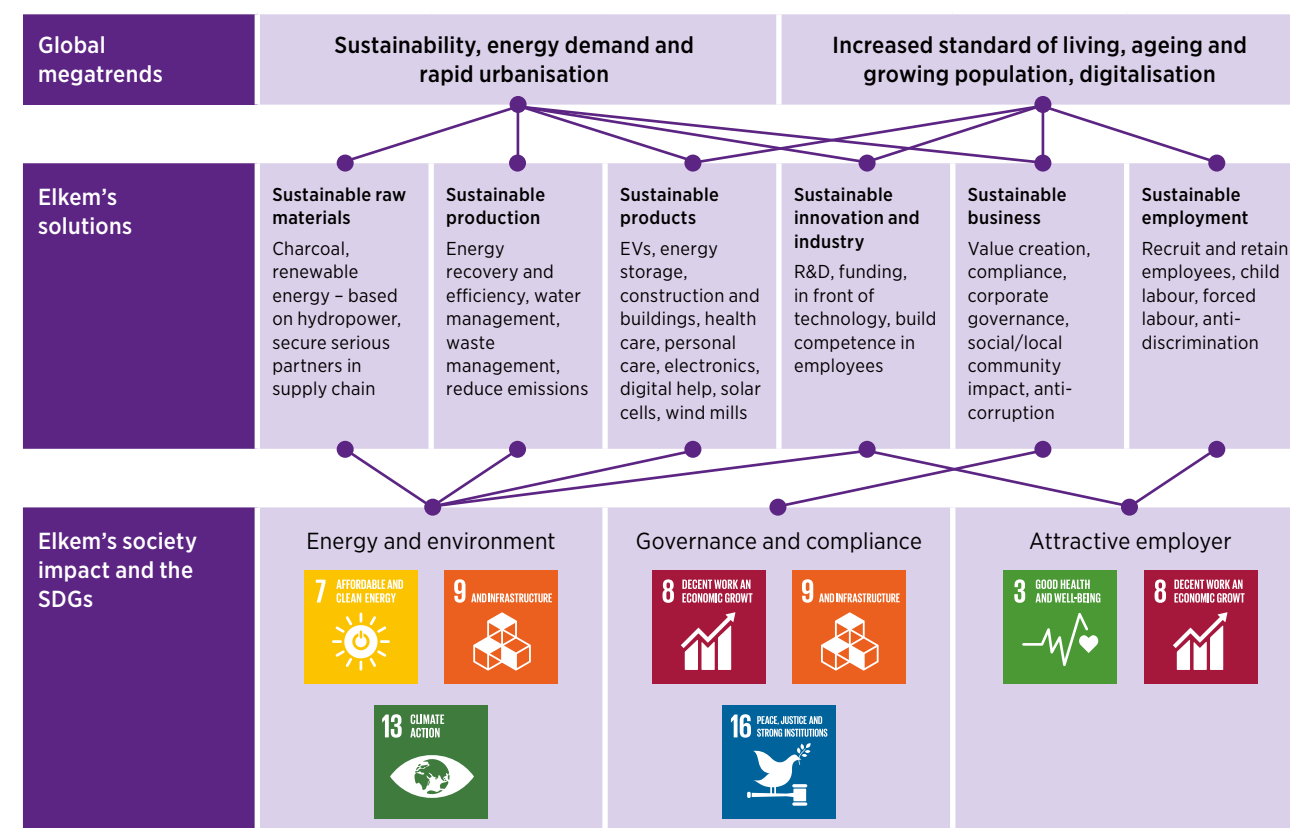 Global
megatrends
Sustainability, energy demand and
rapid urbanisation
Increased standard of living, ageing and
growing population, digitalisation
Elkem’s
solutions
Sustainable raw
materials
Charcoal,
renewable
energy – based
on hydropower,
secure serious
partners in
supply chain
Sustainable
production
Energy
recovery and
efficiency, water
management,
waste
management,
reduce emissions
Sustainable
products
EVs, energy
storage,
construction and
buildings, health
care, personal
care, electronics,
digital help, solar
cells, wind mills
Sustainable
innovation and
industry
R&D, funding,
in front of
technology, build
competence in
employees
Sustainable
business
Value creation,
compliance,
corporate
governance,
social/local
community
impact, anti-
corruption
Sustainable
employment
Recruit and retain
employees, child
labour, forced
labour, anti-
discrimination
Elkem’s society
impact and the
SDGs
Energy and environment
7 AFFORDABLE AND
CLEAN ENERGY
9 AND INFRASTRUCTURE
13 CLIMATE
ACTION
Governance and compliance
8 DECENT WORK AN
ECONOMIC GROWT
9 AND INFRASTRUCTURE
16 PEACE, JUSTICE AND
STRONG INSTITUTIONS
Attractive employer
3 GOOD HEALTH
AND WELL-BEING
8 DECENT WORK AN
ECONOMIC GROWT